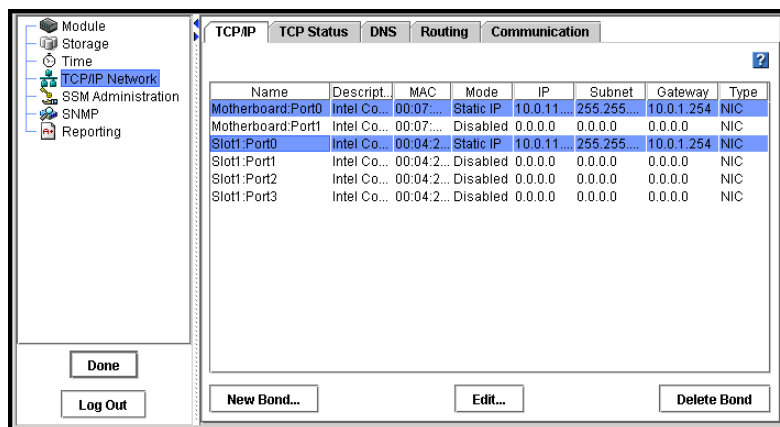 Module
Storage
Time
TCP/IP Network
SSM Administration
SNMP
Reporting
Done
Log Out
TCP/IP TCP Status DNS Routing Communication
?
Name Descript... MAC Mode IP Subnet Gateway Type
Motherboard:Port0 Intel Co... 00:07:... Static IP 10.0.11.... 255.255.... 10.0.1.254 NIC
Motherboard:Port1 Intel Co... 00:07:... Disabled 0.0.0.0 0.0.0.0 0.0.0.0 NIC
Slot1:Port0 Intel Co... 00:04:2... Static IP 10.0.11.... 255.255.... 10.0.1.254 NIC
Slot1:Port1 Intel Co... 00:04:2... Disabled 0.0.0.0 0.0.0.0 0.0.0.0 NIC
Slot1:Port2 Intel Co... 00:04:2... Disabled 0.0.0.0 0.0.0.0 0.0.0.0 NIC
Slot1:Port3 Intel Co... 00:04:2... Disabled 0.0.0.0 0.0.0.0 0.0.0.0 NIC
New Bond... Edit... Delete Bond